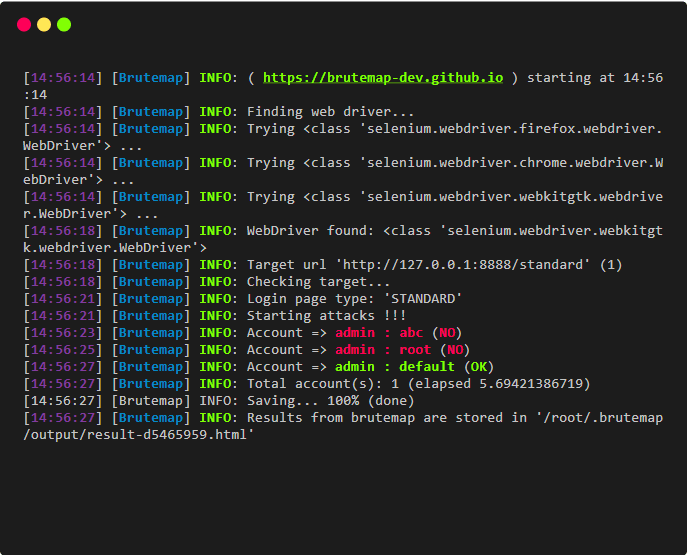 [14:56:14] [Brutemap] INFO: ( https://brutemap-dev.github.io ) starting at 14:56
:14
[14:56:14] [Brutemap] INFO: Finding web driver...
[14:56:14] [Brutemap] INFO: Trying <class 'selenium.webdriver.firefox.webdriver.
WebDriver'> ...
[14:56:14] [Brutemap] INFO: Trying <class 'selenium.webdriver.chrome.webdriver.W
ebDriver'> ...
[14:56:14] [Brutemap] INFO: Trying <class 'selenium.webdriver.webkitgtk.webdrive
r.WebDriver'> ...
[14:56:18] [Brutemap] INFO: WebDriver found: <class 'selenium.webdriver.webkitgt
k.webdriver.WebDriver'>
[14:56:18] [Brutemap] INFO: Target url 'http://127.0.0.1:8888/standard' (1)
[14:56:18] [Brutemap] INFO: Checking target...
[14:56:21] [Brutemap] INFO: Login page type: 'STANDARD'
[14:56:21] [Brutemap] INFO: Starting attacks !!!
[14:56:23] [Brutemap] INFO: Account => admin : abc (NO)
[14:56:25] [Brutemap] INFO: Account => admin : root (NO)
[14:56:27] [Brutemap] INFO: Account => admin : default (OK)
[14:56:27] [Brutemap] INFO: Total account(s): 1 (elapsed 5.69421386719)
[14:56:27] [Brutemap] INFO: Saving... 100% (done)
[14:56:27] [Brutemap] INFO: Results from brutemap are stored in '/root/.brutemap
/output/result-d5465959.html'